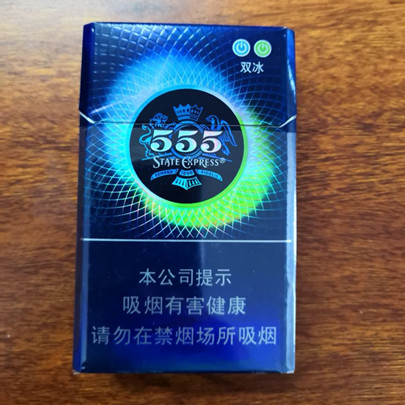 双冰
555
STATE EXPRESS®
本公司提示
吸烟有害健康
请勿在禁烟场所吸烟